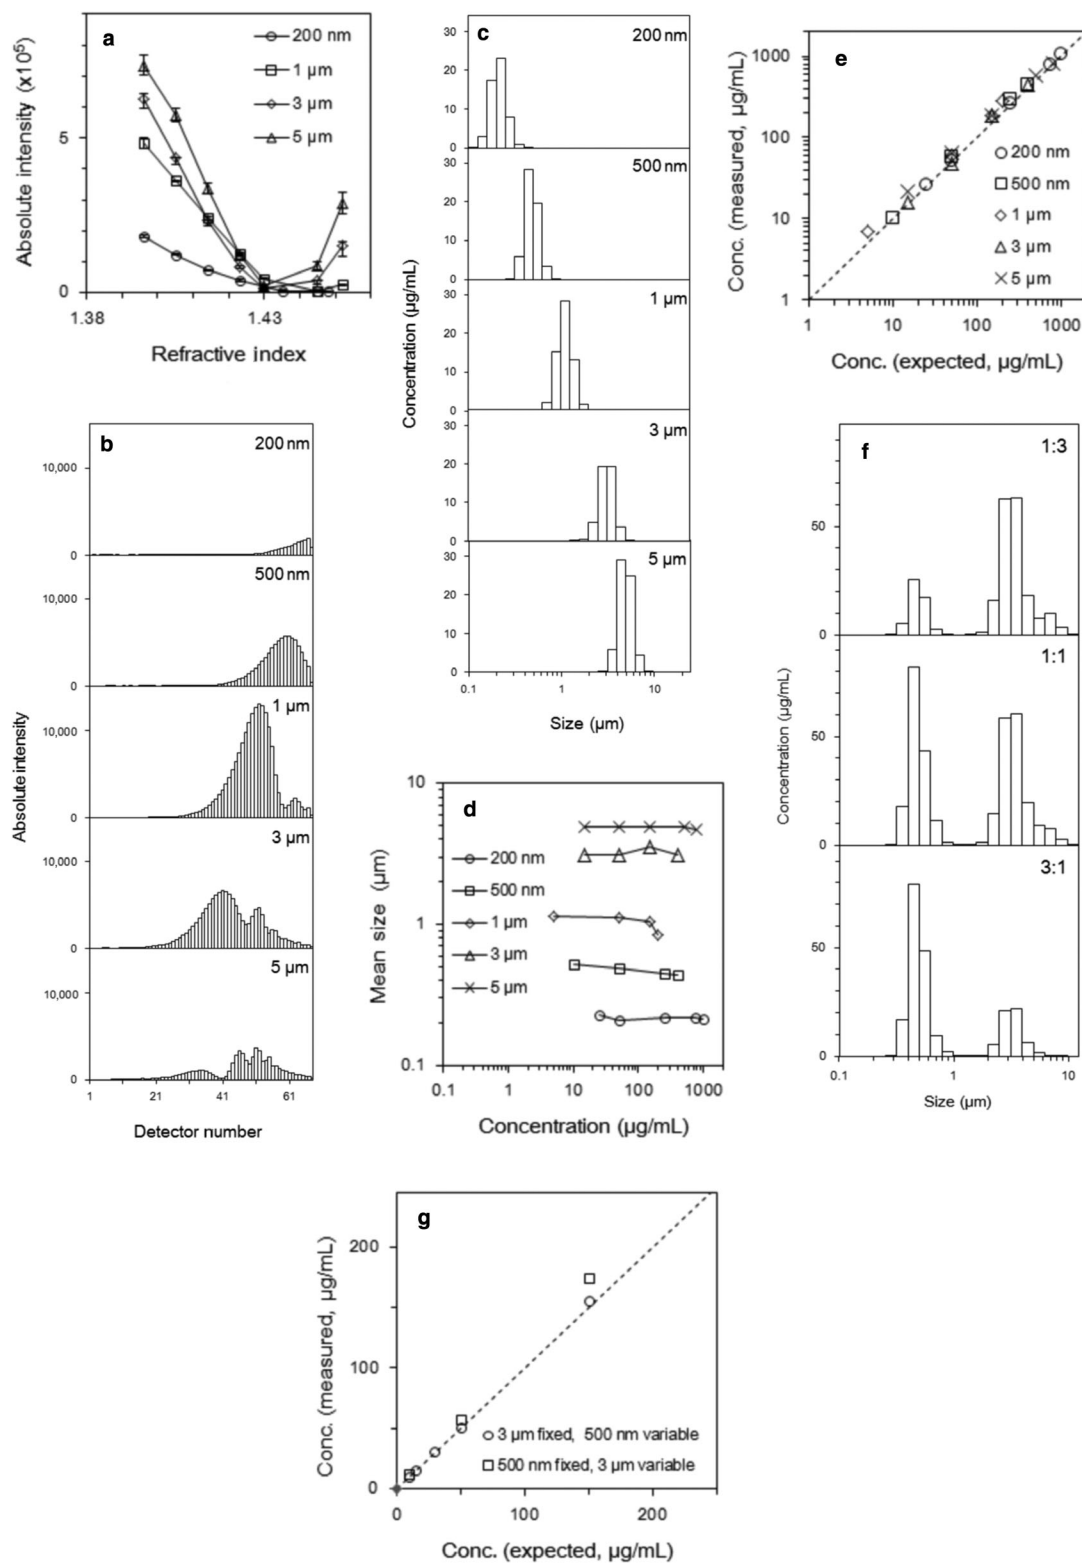 a
200 nm
1 µm
3 µm
5 µm
Absolute intensity (x10⁵)
5
0
1.38
1.43
Refractive index
b
200 nm
10,000
0
500 nm
10,000
0
1 µm
10,000
0
3 µm
10,000
0
5 µm
10,000
0
Absolute intensity
1
21
41
61
Detector number
c
200 nm
30
20
10
0
500 nm
30
20
10
0
1 µm
30
20
10
0
3 µm
30
20
10
0
5 µm
30
20
10
0
Concentration (µg/mL)
0.1
1
10
Size (µm)
d
10
1
0.1
Mean size (µm)
200 nm
500 nm
1 µm
3 µm
5 µm
0.1
1
10
100
1000
Concentration (µg/mL)
e
1000
100
10
1
Conc. (measured, µg/mL)
200 nm
500 nm
1 µm
3 µm
5 µm
1
10
100
1000
Conc. (expected, µg/mL)
f
1:3
50
0
1:1
50
0
3:1
50
0
Concentration (µg/mL)
0.1
1
10
Size (µm)
g
200
100
0
Conc. (measured, µg/mL)
3 µm fixed, 500 nm variable
500 nm fixed, 3 µm variable
0
100
200
Conc. (expected, µg/mL)